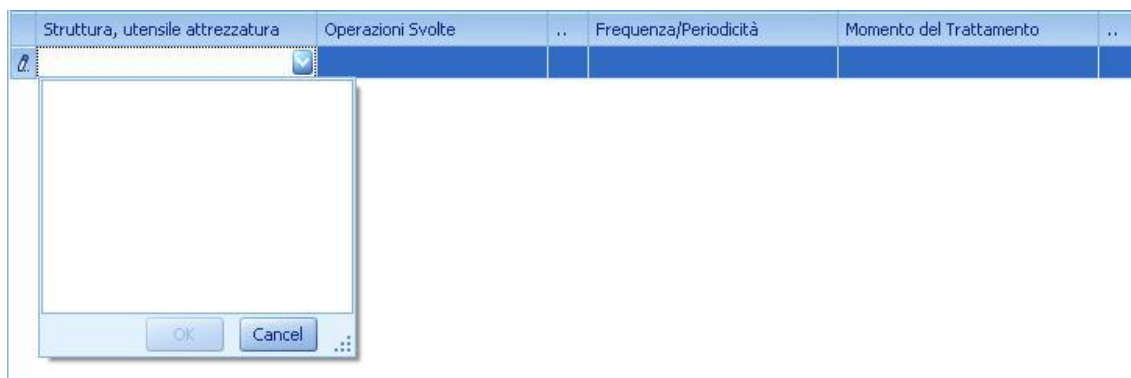 Struttura, utensile attrezzatura Operazioni Svolte .. Frequenza/Periodicità Momento del Trattamento ..
OK Cancel